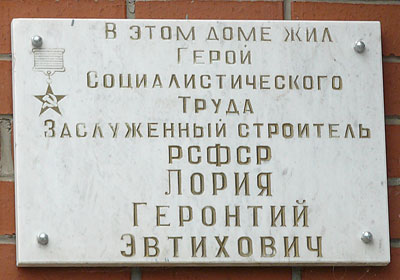 В ЭТОМ ДОМЕ ЖИЛ
ГЕРОЙ
СОЦИАЛИСТИЧЕСКОГО
ТРУДА
ЗАСЛУЖЕННЫЙ СТРОИТЕЛЬ
РСФСР
ЛОРИЯ
ГЕРОНТИЙ
ЭВТИХОВИЧ